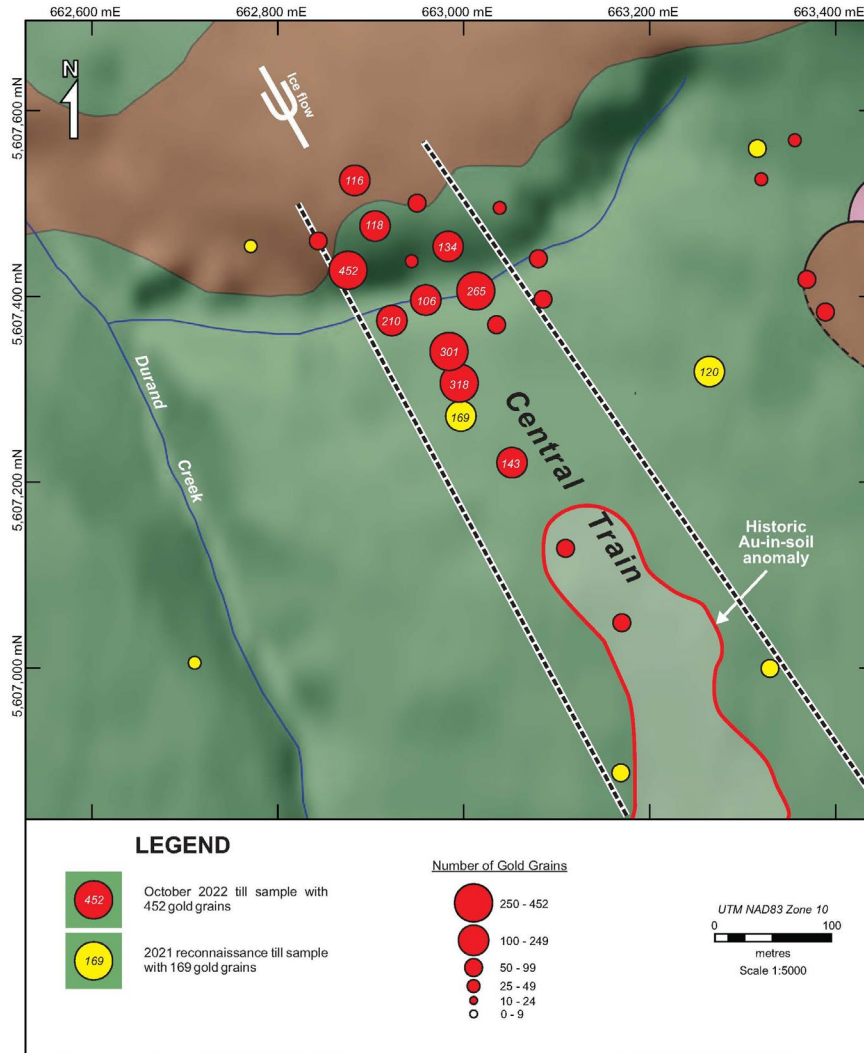 662,600 mE
662,800 mE
663,000 mE
663,200 mE
663,400 mE
5,607,600 mN
5,607,400 mN
5,607,200 mN
5,607,000 mN
N
Ice flow
116
118
134
452
265
106
210
301
318
169
120
143
Central
Train
Durand
Creek
Historic
Au-in-soil
anomaly
LEGEND
452
October 2022 till sample with
452 gold grains
169
2021 reconnaissance till sample
with 169 gold grains
Number of Gold Grains
250 - 452
100 - 249
50 - 99
25 - 49
10 - 24
0 - 9
UTM NAD83 Zone 10
0 100
metres
Scale 1:5000